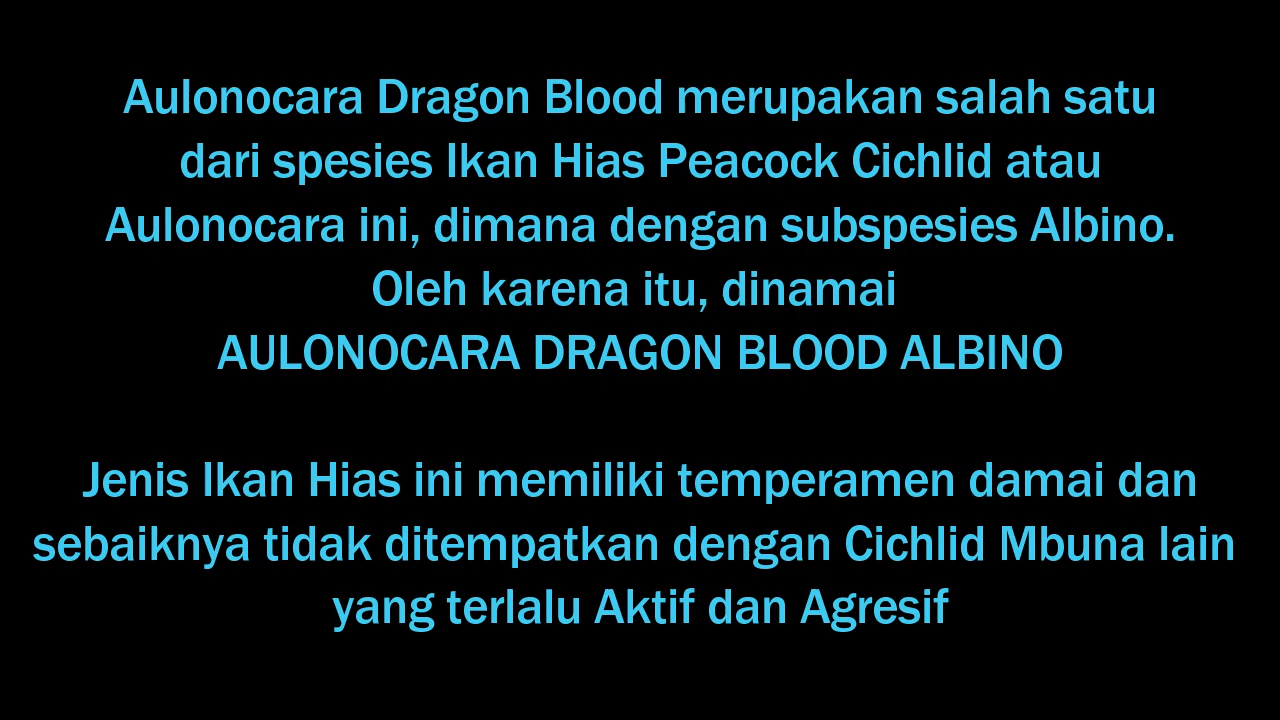 Aulonocara Dragon Blood merupakan salah satu
dari spesies Ikan Hias Peacock Cichlid atau
Aulonocara ini, dimana dengan subspesies Albino.
Oleh karena itu, dinamai
AULONOCARA DRAGON BLOOD ALBINO
Jenis Ikan Hias ini memiliki temperamen damai dan
sebaiknya tidak ditempatkan dengan Cichlid Mbuna lain
yang terlalu Aktif dan Agresif